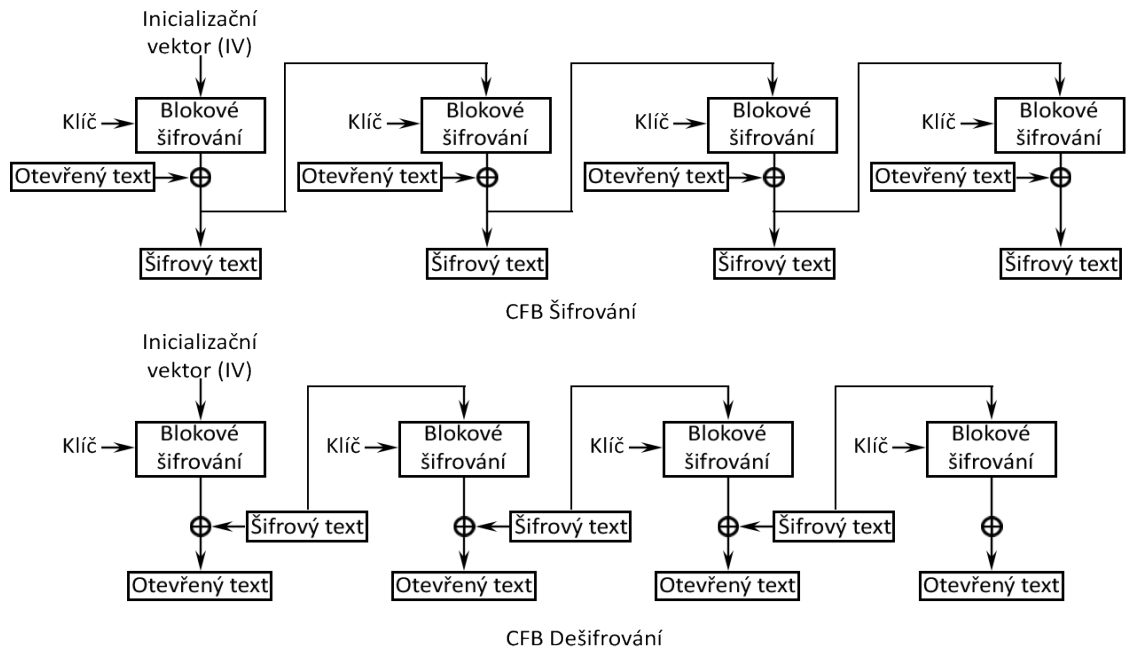 Inicializační
vektor (IV)
Klíč
Blokové
šifrování
Klíč
Blokové
šifrování
Klíč
Blokové
šifrování
Klíč
Blokové
šifrování
Otevřený text
Otevřený text
Otevřený text
Otevřený text
Šifrový text
Šifrový text
Šifrový text
Šifrový text
CFB Šifrování
Inicializační
vektor (IV)
Klíč
Blokové
šifrování
Klíč
Blokové
šifrování
Klíč
Blokové
šifrování
Blokové
šifrování
Šifrový text
Šifrový text
Šifrový text
Otevřený text
Otevřený text
Otevřený text
Otevřený text
CFB Dešifrování